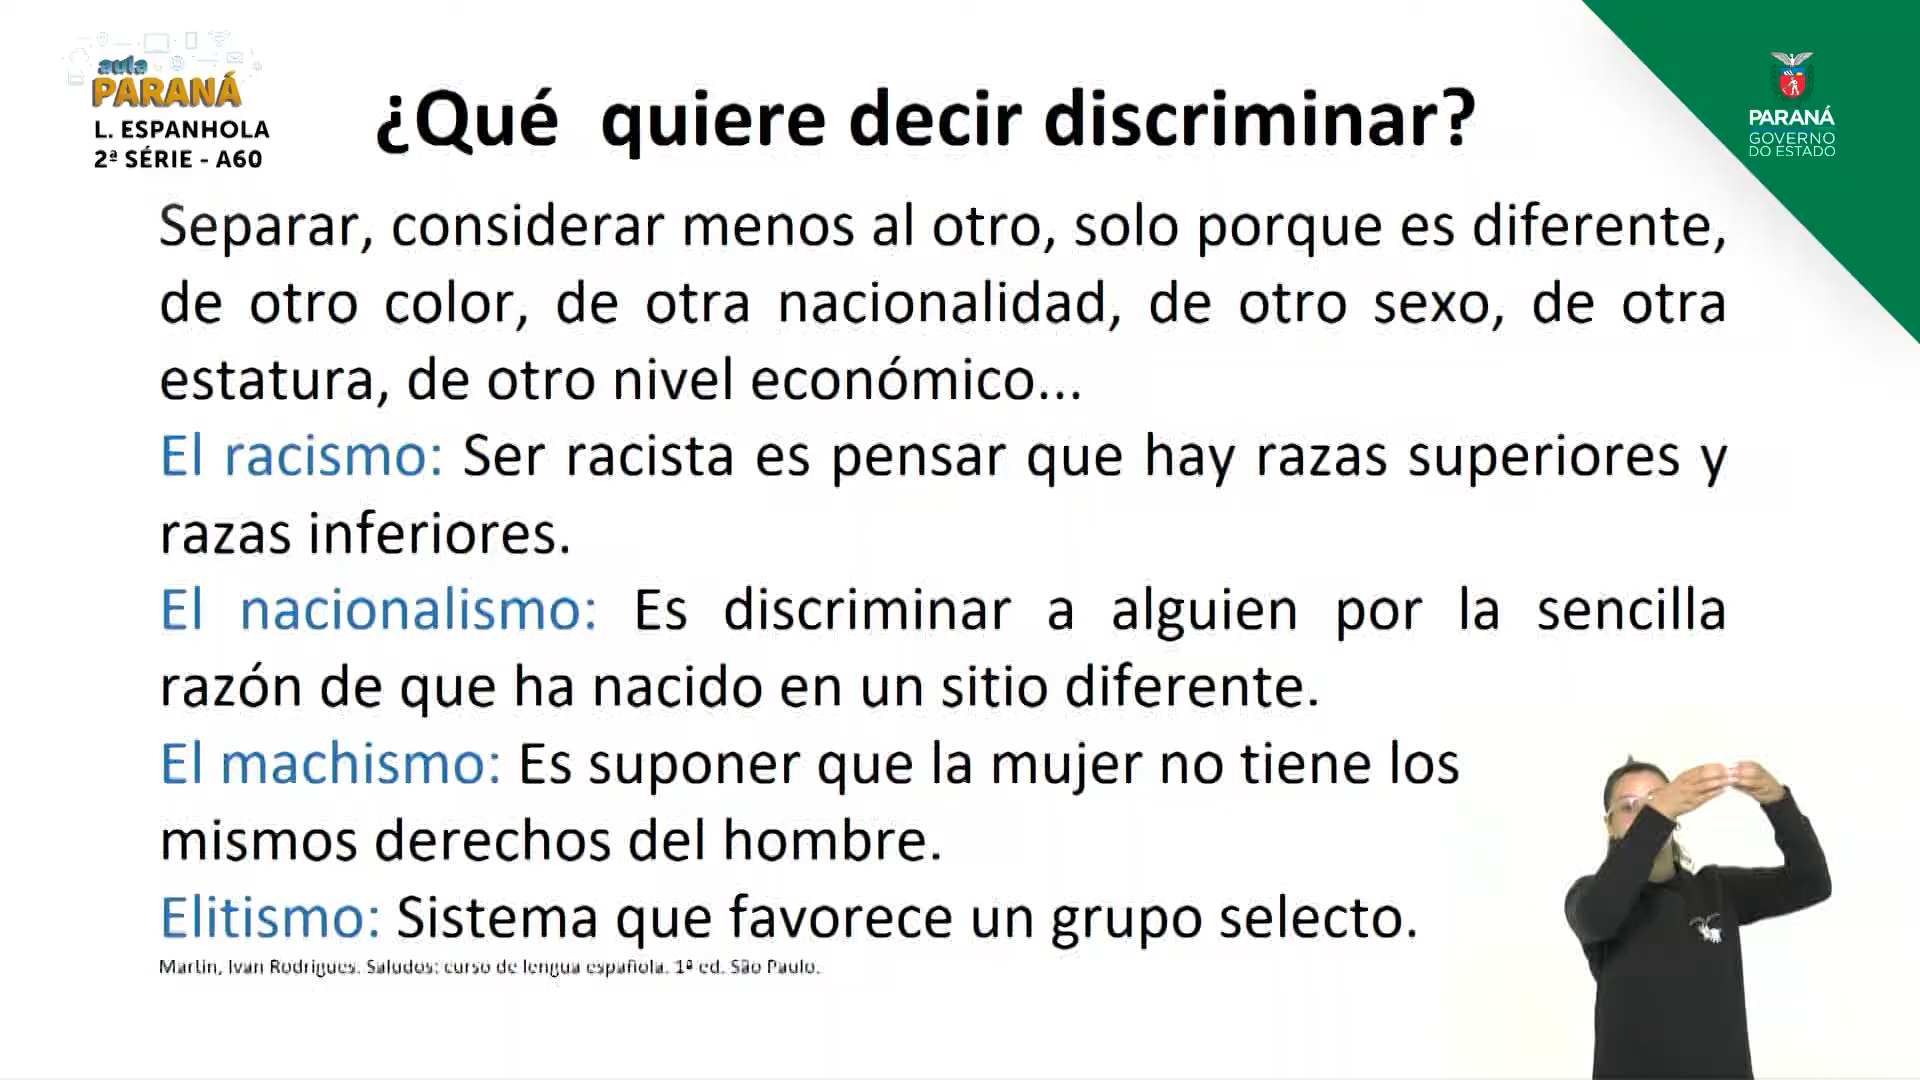 aula
PARANÁ
L. ESPANHOLA
2ª SÉRIE - A60
¿Qué quiere decir discriminar?
PARANÁ
GOVERNO
DO ESTADO
Separar, considerar menos al otro, solo porque es diferente,
de otro color, de otra nacionalidad, de otro sexo, de otra
estatura, de otro nivel económico...
El racismo: Ser racista es pensar que hay razas superiores y
razas inferiores.
El nacionalismo: Es discriminar a alguien por la sencilla
razón de que ha nacido en un sitio diferente.
El machismo: Es suponer que la mujer no tiene los
mismos derechos del hombre.
Elitismo: Sistema que favorece un grupo selecto.
Martin, Ivan Rodrigues. Saludos: curso de lengua española. 1ª ed. São Paulo.